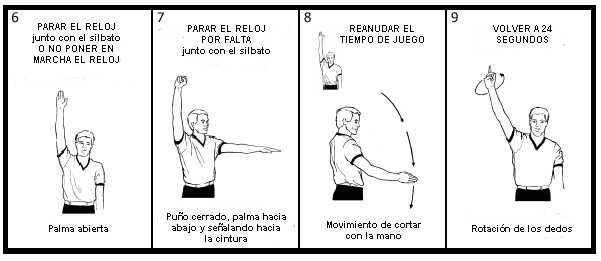 6
PARAR EL RELOJ
junto con el silbato
O NO PONER EN
MARCHA EL RELOJ
Palma abierta
7
PARAR EL RELOJ
POR FALTA
junto con el silbato
Puño cerrado, palma hacia
abajo y señalando hacia
la cintura
8
REANUDAR EL
TIEMPO DE JUEGO
Movimiento de cortar
con la mano
9
VOLVER A 24
SEGUNDOS
Rotación de los dedos